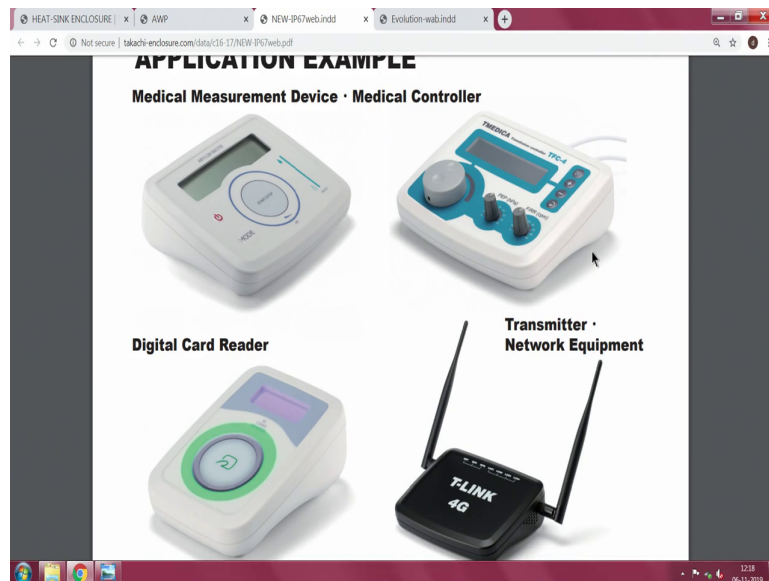 HEAT-SINK ENCLOSURE |
AWP
NEW-IP67web.indd
Evolution-wab.indd
Not secure | takachi-enclosure.com/data/c16-17/NEW-IP67web.pdf
APPLICATION EXAMPLE
Medical Measurement Device · Medical Controller
MODE
TMEDICA
TFC-4
Digital Card Reader
Transmitter ·
Network Equipment
T-LINK
4G
12:18
06-11-2019